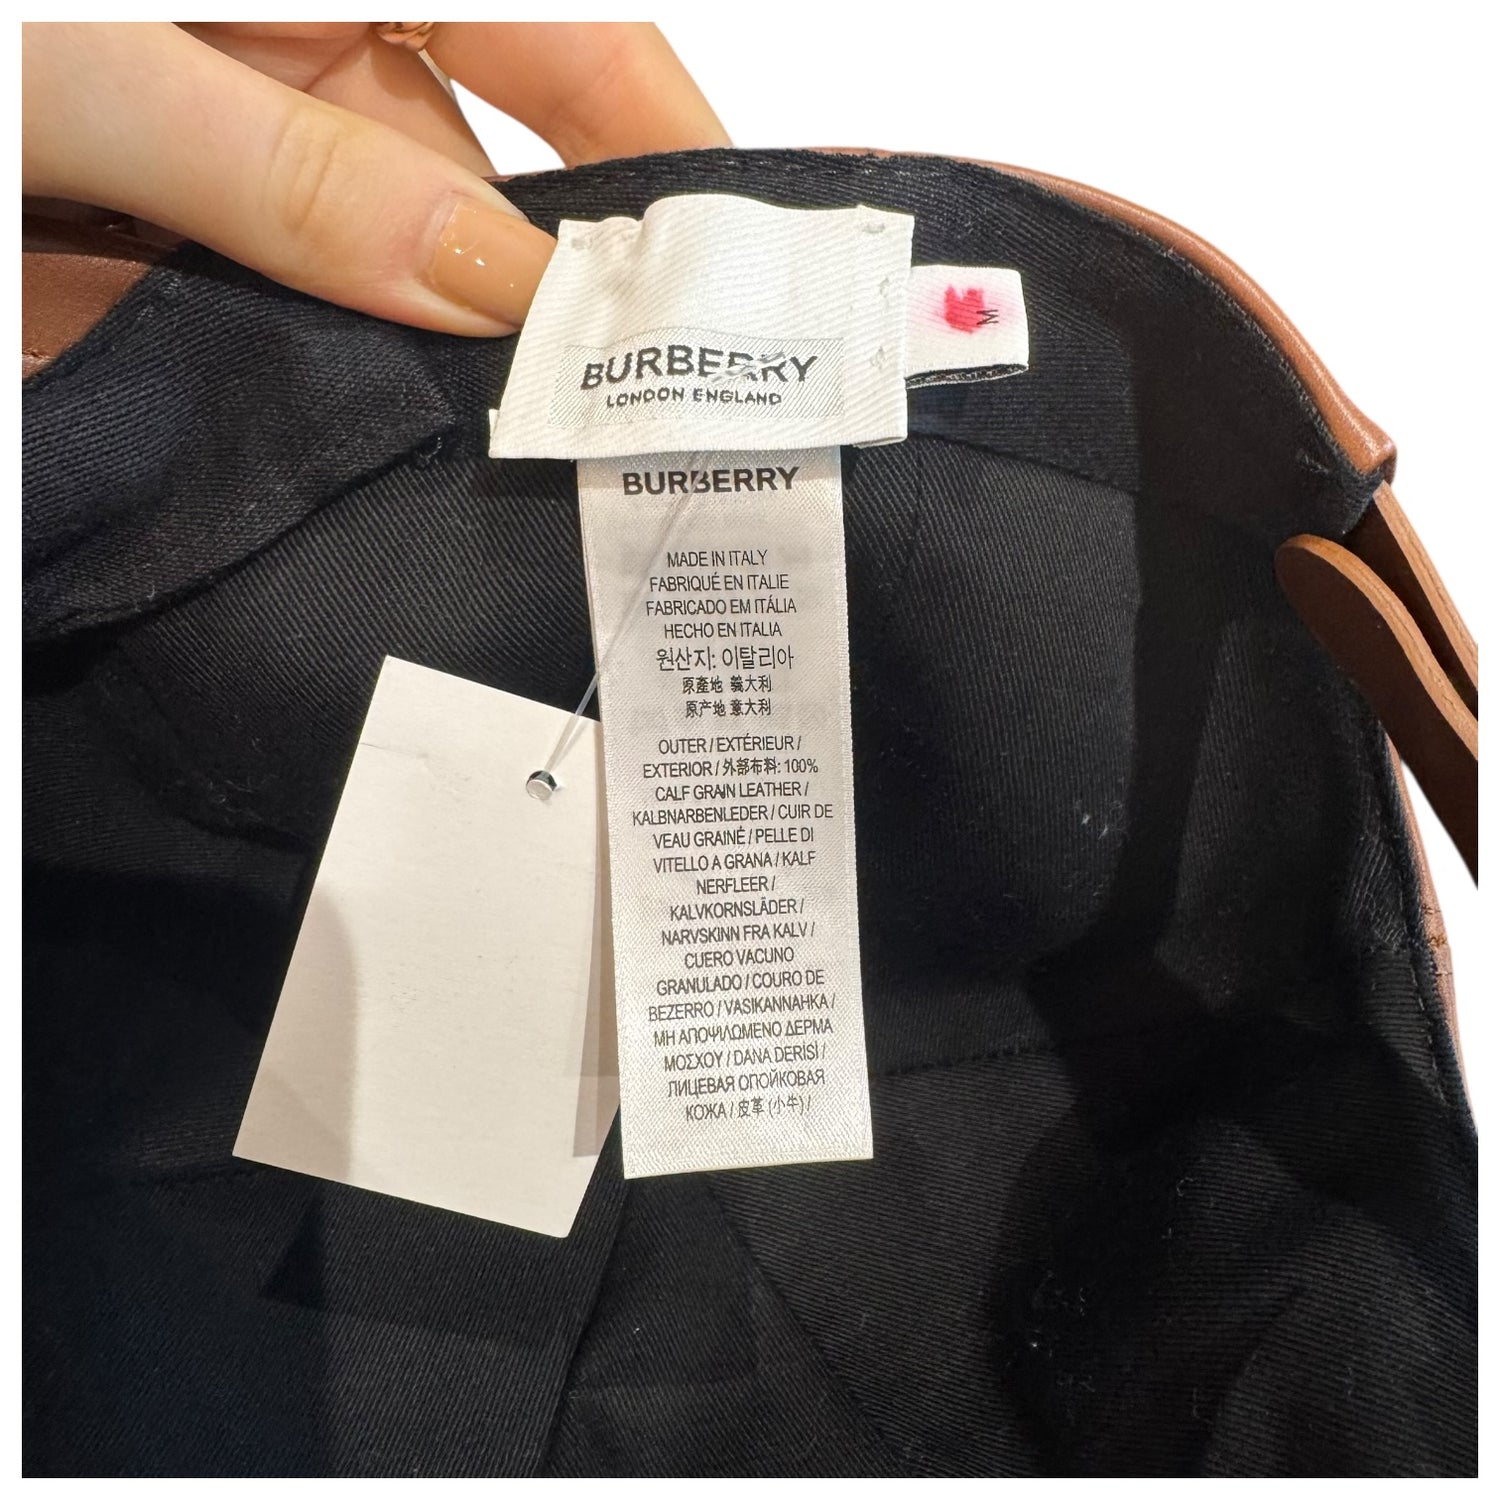 BURBERRY
LONDON ENGLAND
M
BURBERRY
MADE IN ITALY
FABRIQUÉ EN ITALIE
FABRICADO EM ITÁLIA
HECHO EN ITALIA
원산지: 이탈리아
原產地 義大利
原产地 意大利
OUTER / EXTÉRIEUR /
EXTERIOR / 外部布料: 100%
CALF GRAIN LEATHER /
KALBNARBENLEDER / CUIR DE
VEAU GRAINÉ / PELLE DI
VITELLO A GRANA / KALF
NERFLEER /
KALVKORNSLÄDER /
NARVSKINN FRA KALV /
CUERO VACUNO
GRANULADO / COURO DE
BEZERRO / VASIKANNAHKA /
ΜΗ ΑΠΟΨΙΛΩΜΕΝΟ ΔΕΡΜΑ
ΜΟΣΧΟΥ / DANA DERİSİ /
ЛИЦЕВАЯ ОПОЙКОВАЯ
КОЖА / 皮革 (小牛) /